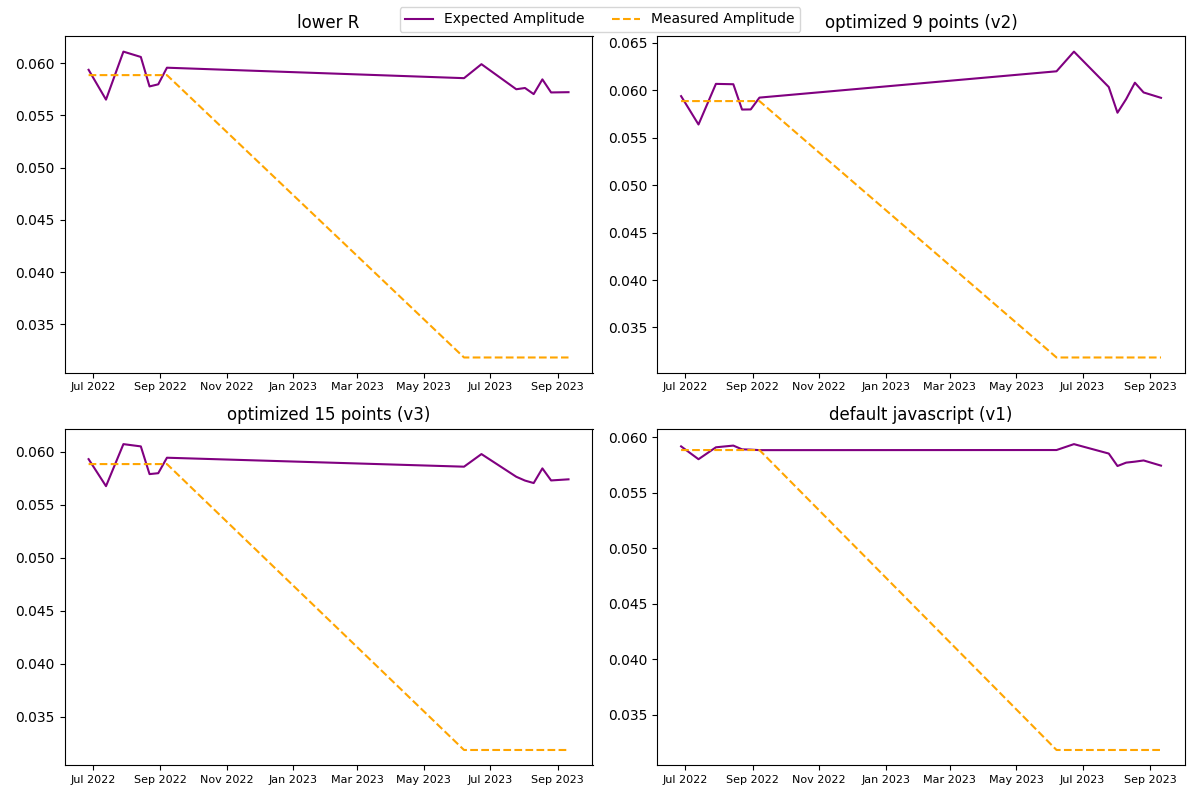 Expected Amplitude Measured Amplitude
lower R
0.060
0.055
0.050
0.045
0.040
0.035
Jul 2022 Sep 2022 Nov 2022 Jan 2023 Mar 2023 May 2023 Jul 2023 Sep 2023
optimized 9 points (v2)
0.065
0.060
0.055
0.050
0.045
0.040
0.035
Jul 2022 Sep 2022 Nov 2022 Jan 2023 Mar 2023 May 2023 Jul 2023 Sep 2023
optimized 15 points (v3)
0.060
0.055
0.050
0.045
0.040
0.035
Jul 2022 Sep 2022 Nov 2022 Jan 2023 Mar 2023 May 2023 Jul 2023 Sep 2023
default javascript (v1)
0.060
0.055
0.050
0.045
0.040
0.035
Jul 2022 Sep 2022 Nov 2022 Jan 2023 Mar 2023 May 2023 Jul 2023 Sep 2023